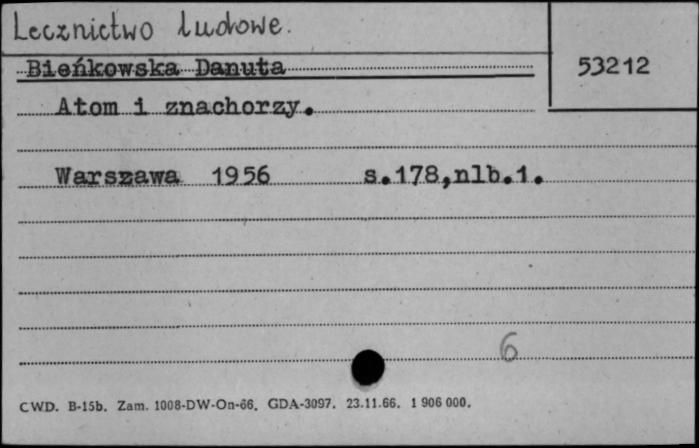 Lecznictwo ludowe.
Bieńkowska Danuta
53212
Atom i znachorzy.
Warszawa 1956 s.178,nlb.1.
6
CWD. B-15b. Zam. 1008-DW-On-66. GDA-3097. 23.11.66. 1 906 000.